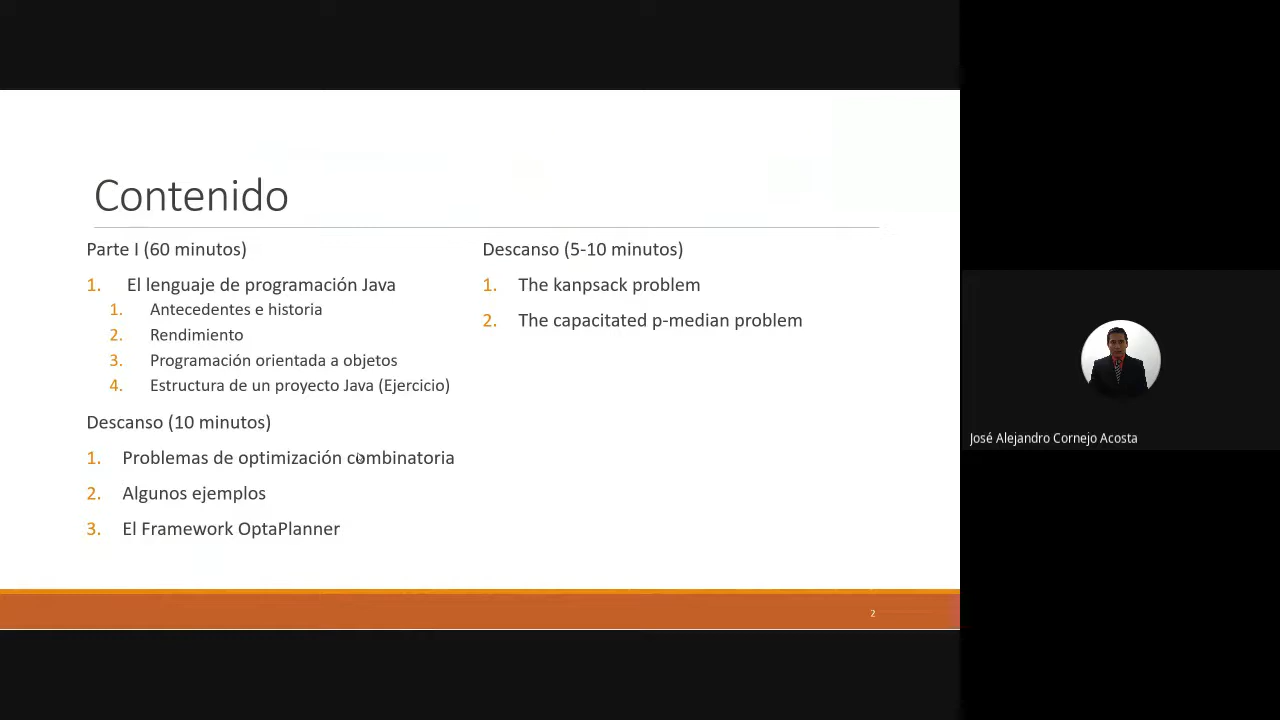 Contenido
Parte I (60 minutos)
1. El lenguaje de programación Java
1. Antecedentes e historia
2. Rendimiento
3. Programación orientada a objetos
4. Estructura de un proyecto Java (Ejercicio)
Descanso (10 minutos)
1. Problemas de optimización combinatoria
2. Algunos ejemplos
3. El Framework OptaPlanner
Descanso (5-10 minutos)
1. The kanpsack problem
2. The capacitated p-median problem
2
José Alejandro Cornejo Acosta